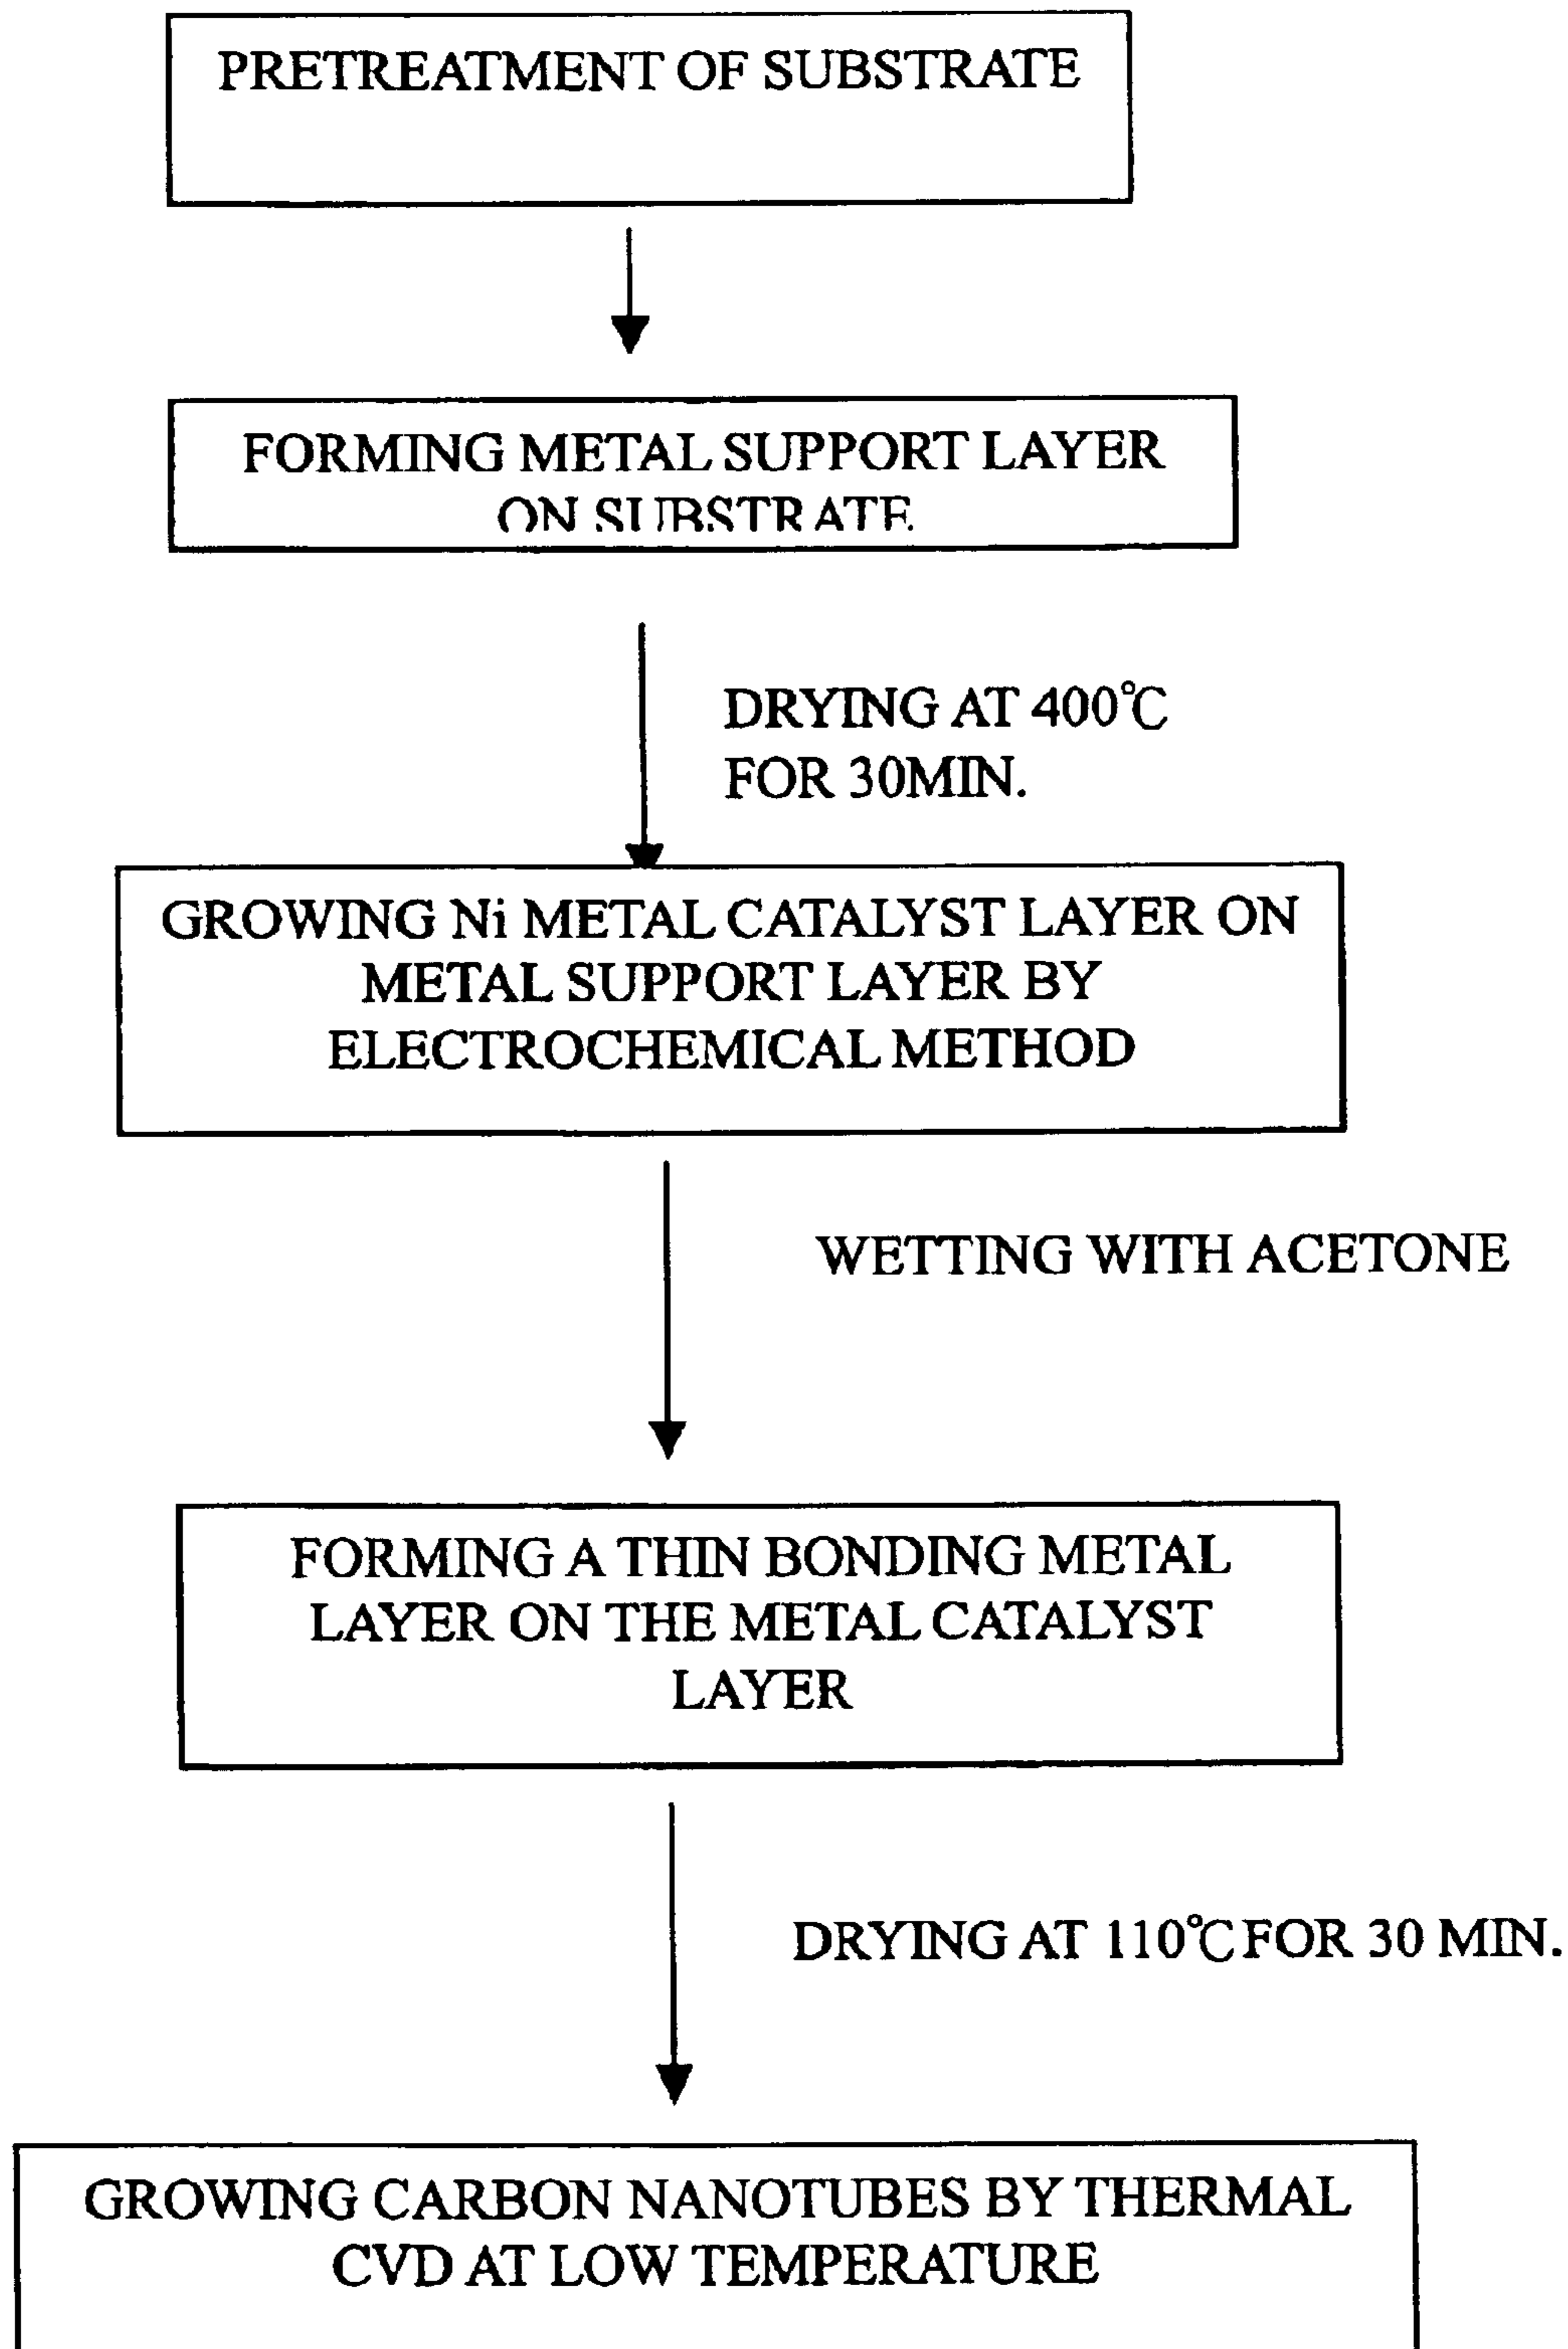 PRETREATMENT OF SUBSTRATE
FORMING METAL SUPPORT LAYER
ON SUBSTRATE
DRYING AT 400℃
FOR 30MIN.
GROWING Ni METAL CATALYST LAYER ON
METAL SUPPORT LAYER BY
ELECTROCHEMICAL METHOD
WETTING WITH ACETONE
FORMING A THIN BONDING METAL
LAYER ON THE METAL CATALYST
LAYER
DRYING AT 110℃ FOR 30 MIN.
GROWING CARBON NANOTUBES BY THERMAL
CVD AT LOW TEMPERATURE